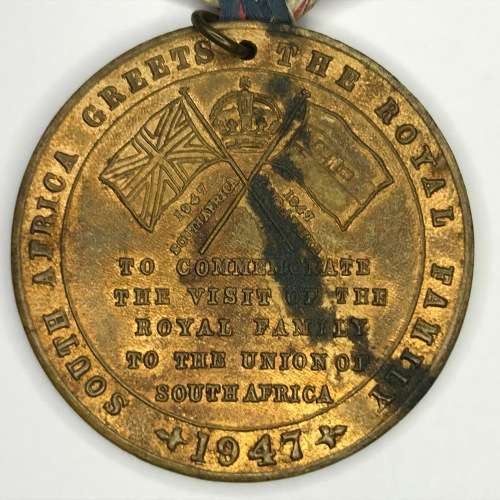 SOUTH AFRICA GREETS THE ROYAL FAMILY
1947
SOUTH AFRICA
1947
TO COMMEMORATE
THE VISIT OF THE
ROYAL FAMILY
TO THE UNION OF
SOUTH AFRICA
1947